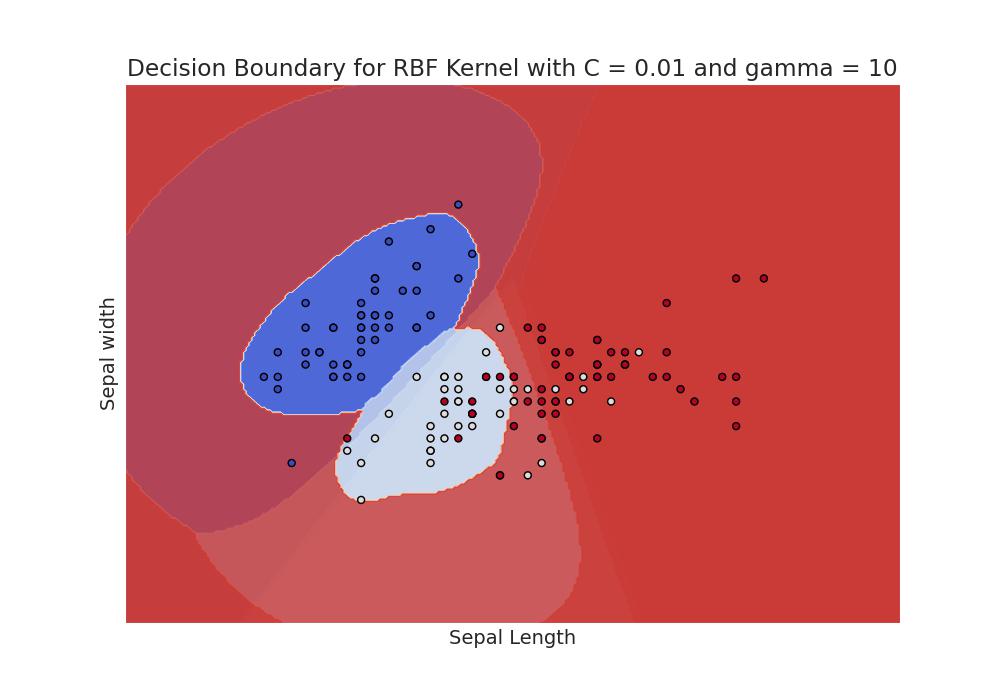 Decision Boundary for RBF Kernel with C = 0.01 and gamma = 10
Sepal width
Sepal Length